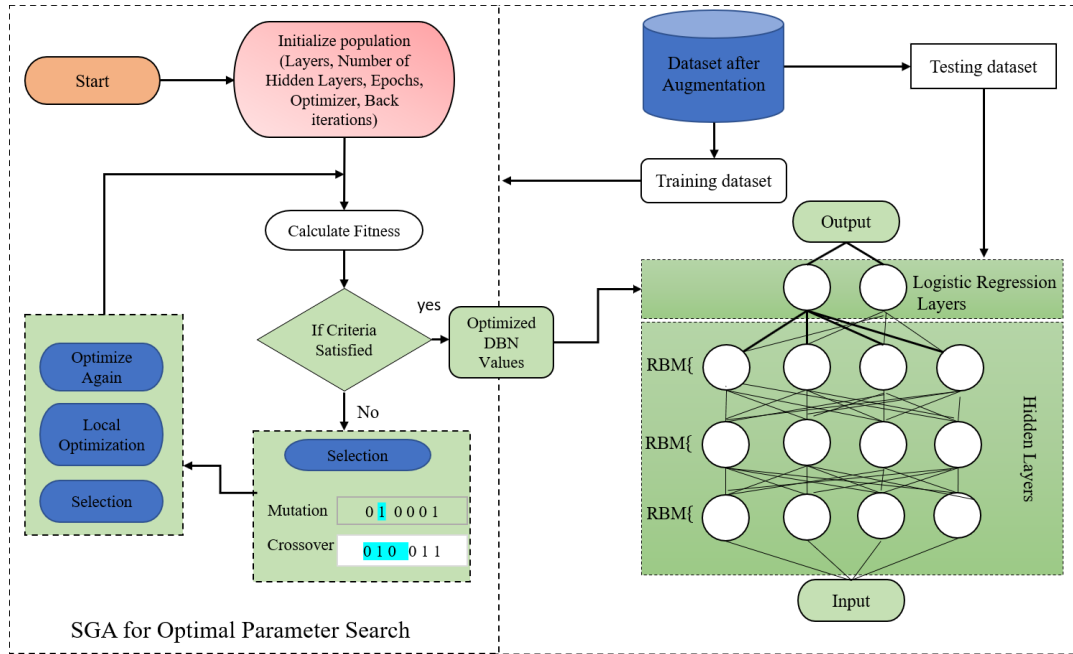 Start
Initialize population
(Layers, Number of
Hidden Layers, Epochs,
Optimizer, Back
iterations)
Calculate Fitness
If Criteria
Satisfied
yes
No
Optimized
DBN
Values
Selection
Mutation
0 1 0 0 0 1
Crossover
0 1 0 0 1 1
Optimize
Again
Local
Optimization
Selection
SGA for Optimal Parameter Search
Dataset after
Augmentation
Testing dataset
Training dataset
Output
Logistic Regression
Layers
RBM{
RBM{
RBM{
Hidden Layers
Input